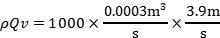 ρQv = 1000 × 0.0003m³/s × 3.9m/s